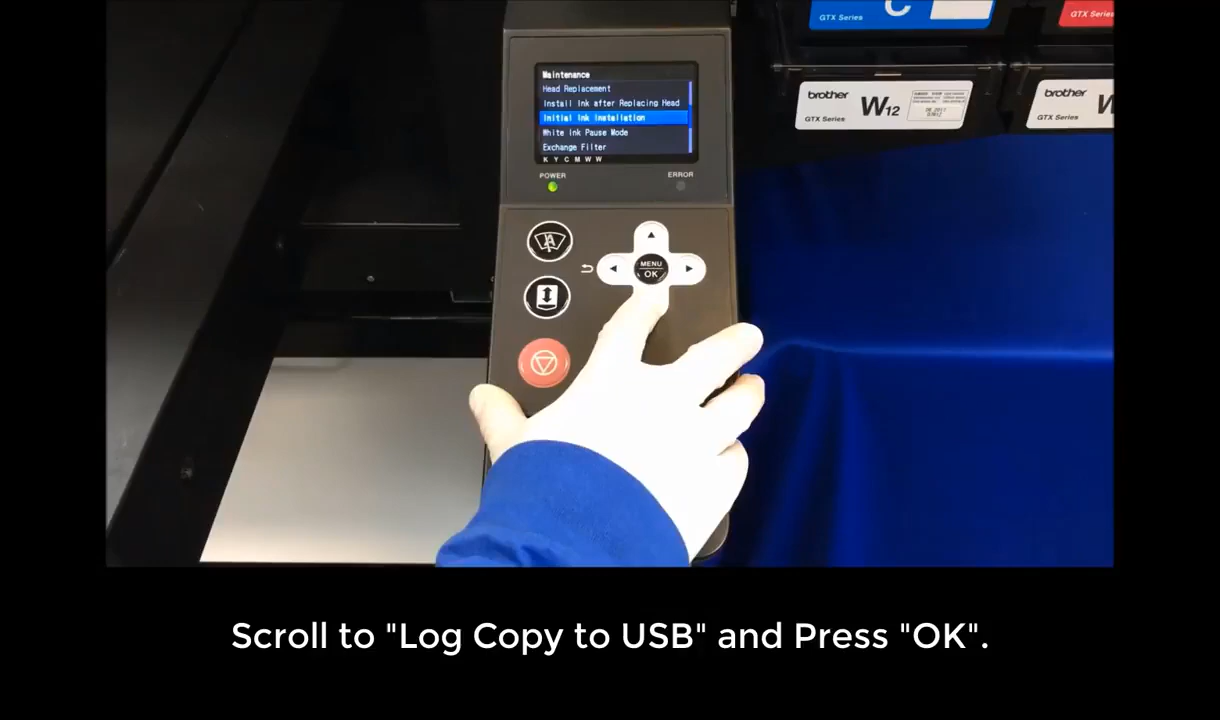 C
GTX Series
GTX Series
brother
W12
GTX Series
brother
W
GTX Series
Maintenance
Head Replacement
Install Ink after Replacing Head
Initial Ink Installation
White Ink Pause Mode
Exchange Filter
K Y C M W W
POWER
ERROR
MENU
OK
Scroll to "Log Copy to USB" and Press "OK".